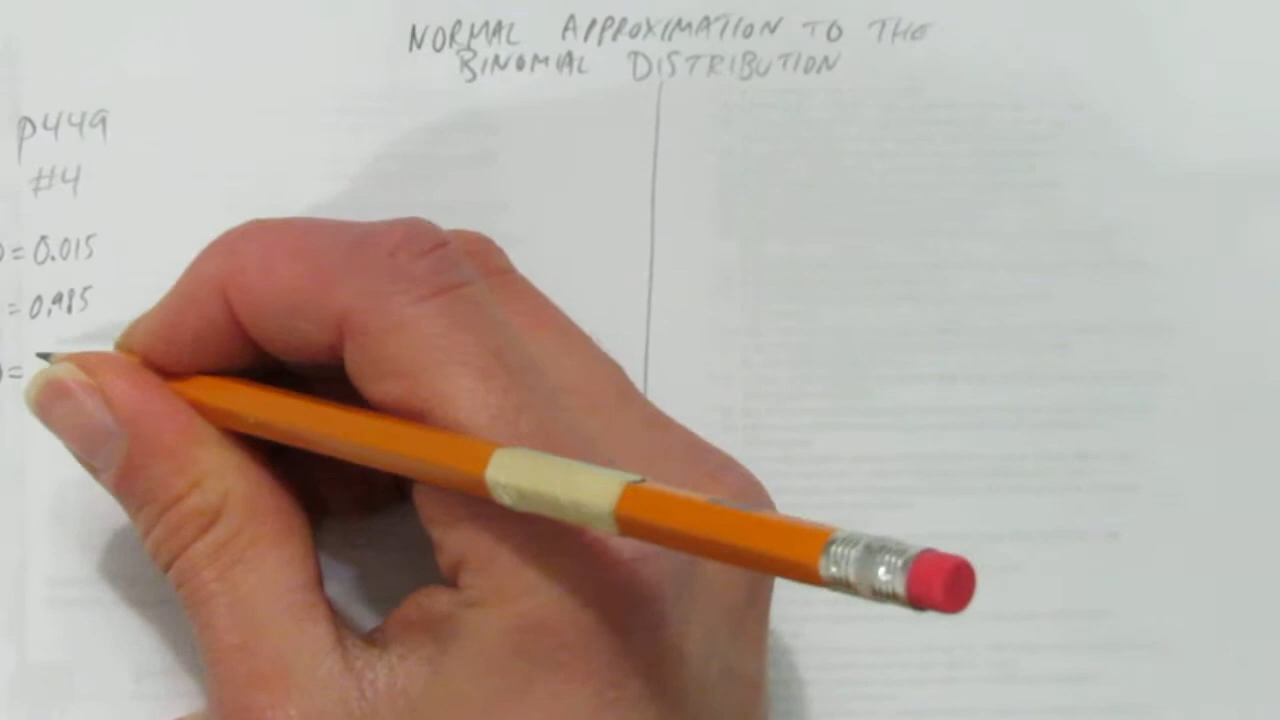 NORMAL APPROXIMATION TO THE
BINOMIAL DISTRIBUTION
p449
#4
= 0.015
= 0.985
=